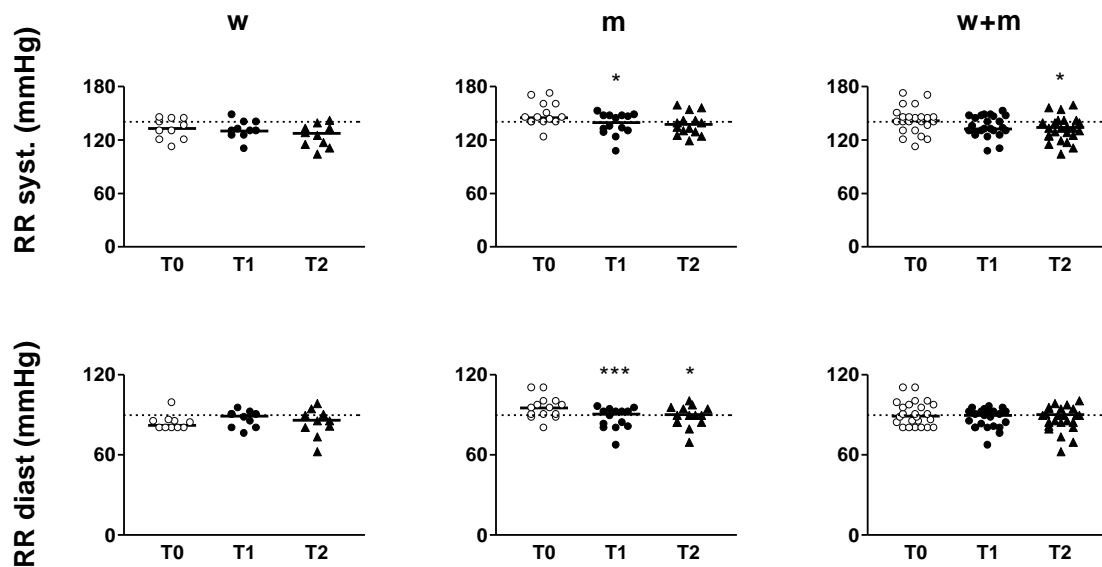 w m w+m
RR syst. (mmHg)
* *
180 180 180
120 120 120
60 60 60
0 0 0
T0 T1 T2 T0 T1 T2 T0 T1 T2
RR diast (mmHg)
*** *
120 120 120
60 60 60
0 0 0
T0 T1 T2 T0 T1 T2 T0 T1 T2